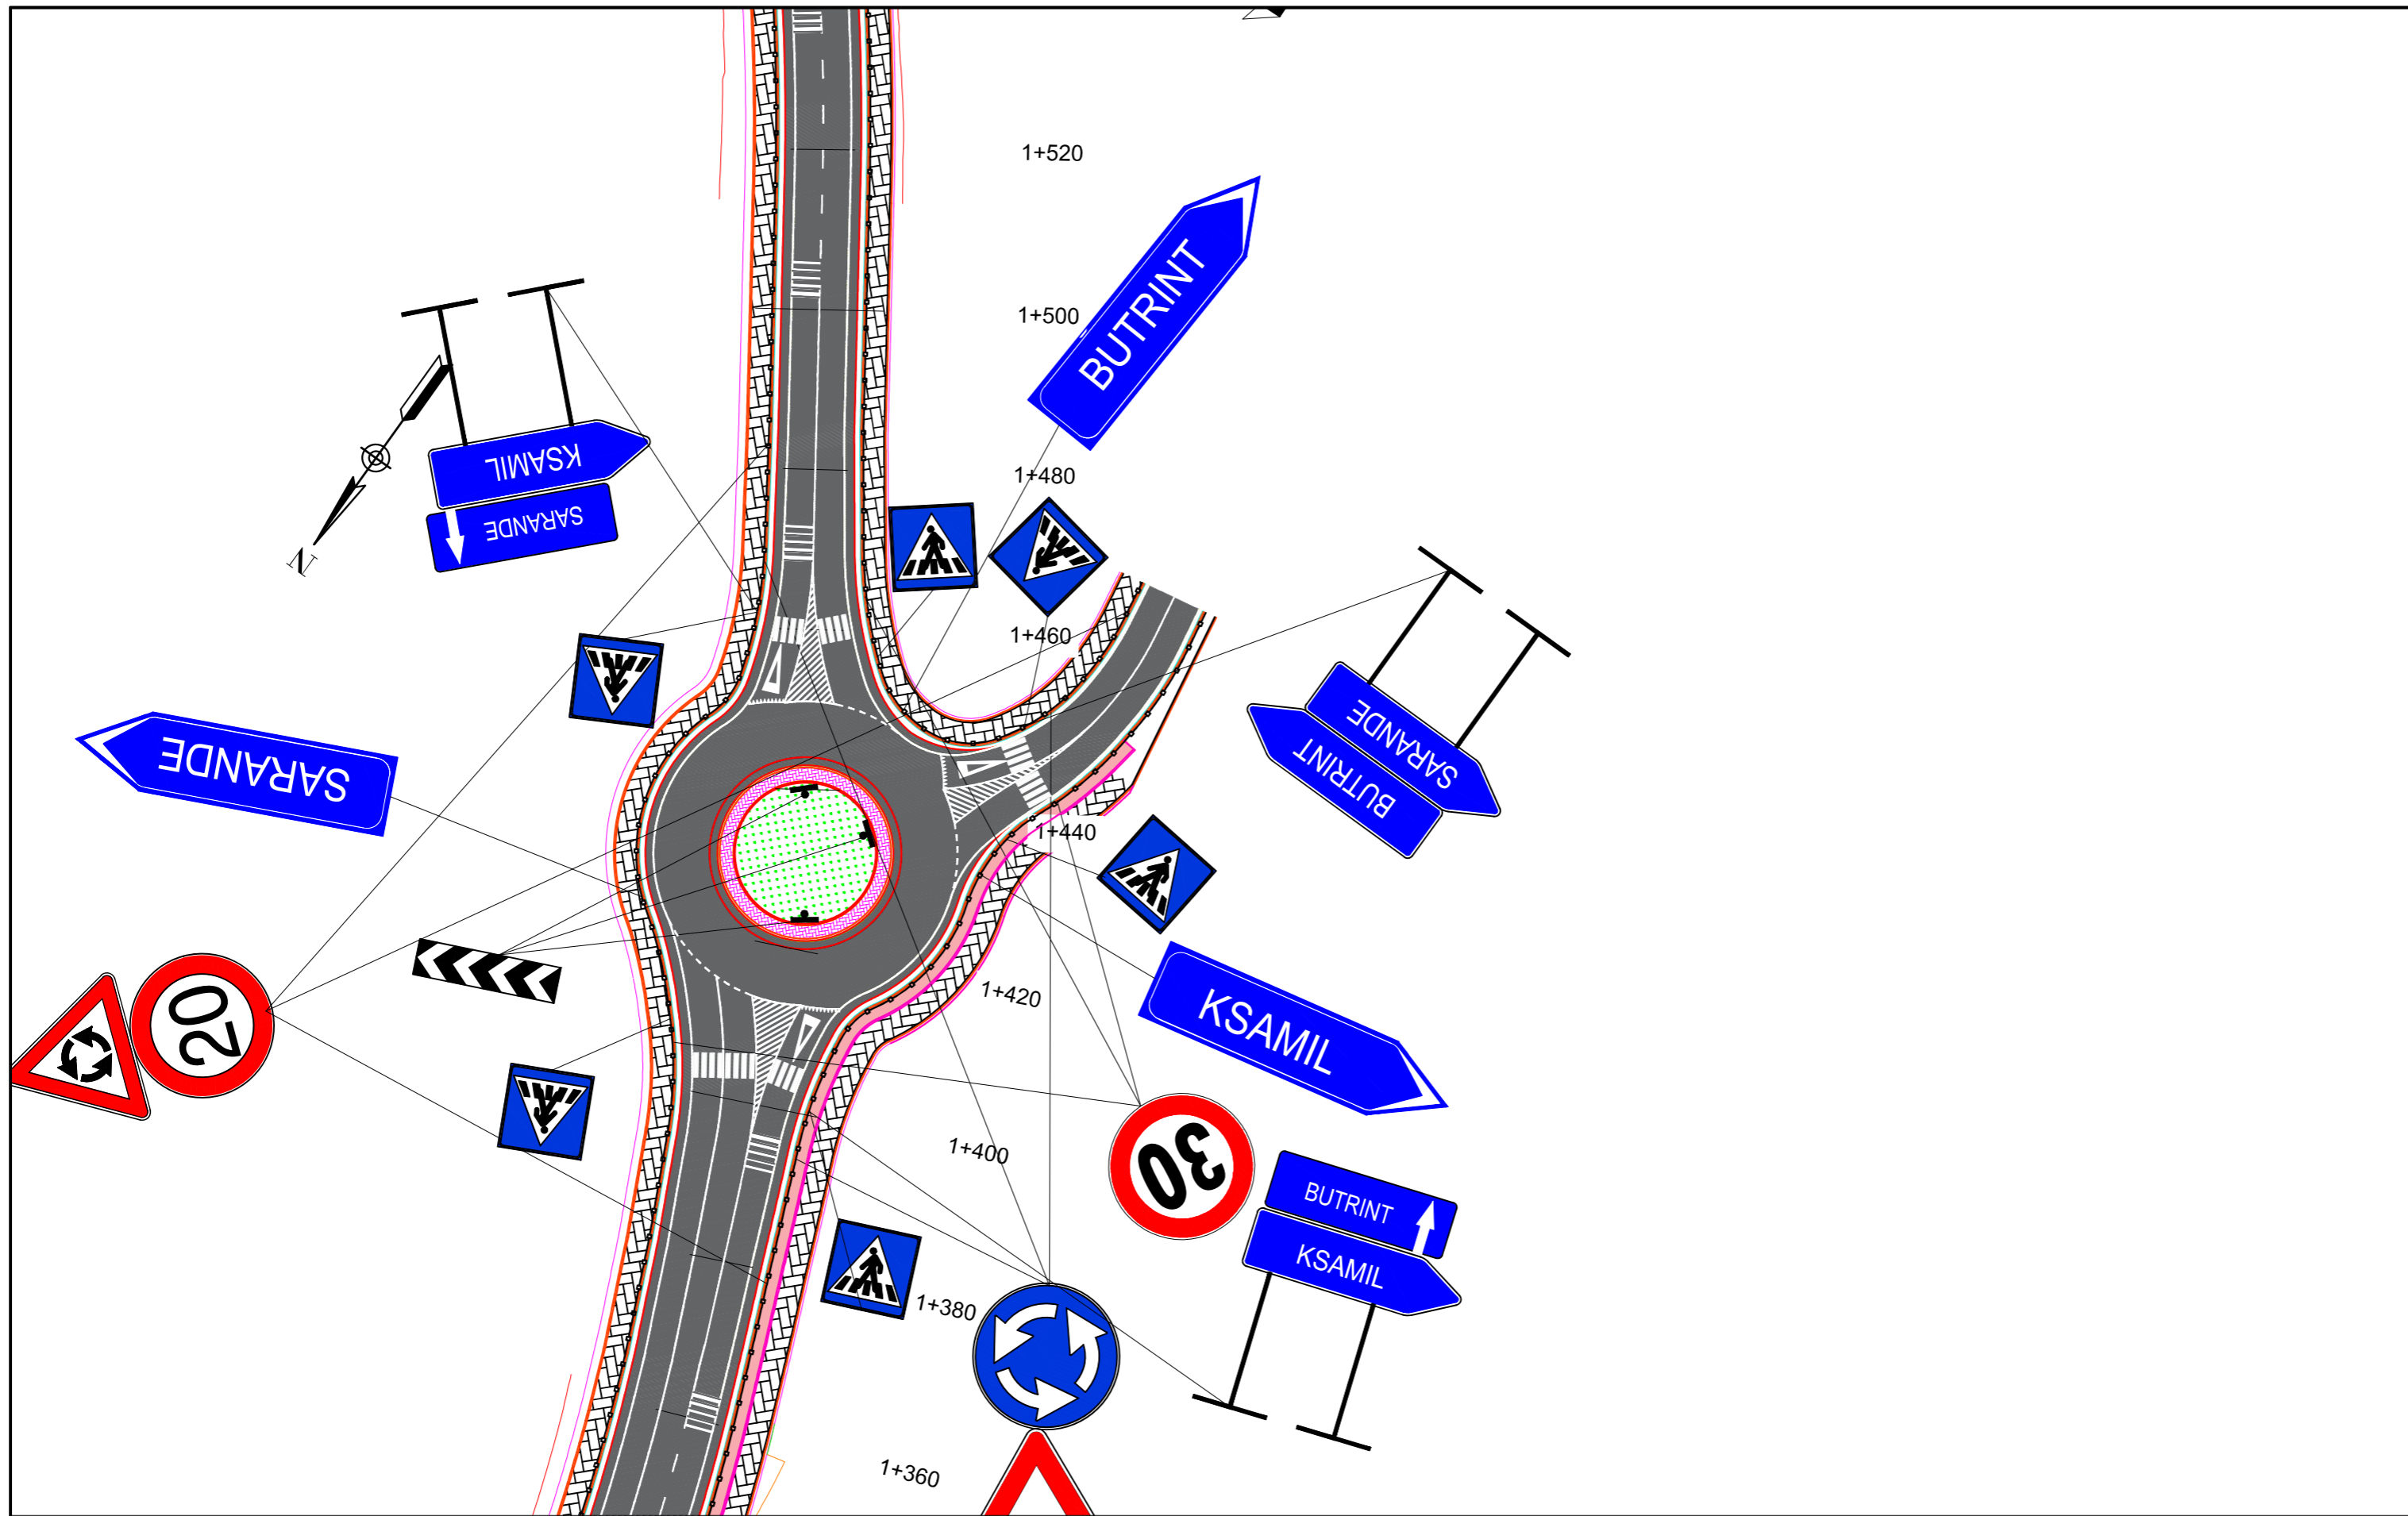 1+520
BUTRINT
1+500
KSAMIL
SARANDE
1+480
N
1+460
SARANDE
BUTRINT
SARANDE
1+440
20
1+420
KSAMIL
30
1+400
BUTRINT
KSAMIL
1+380
1+360